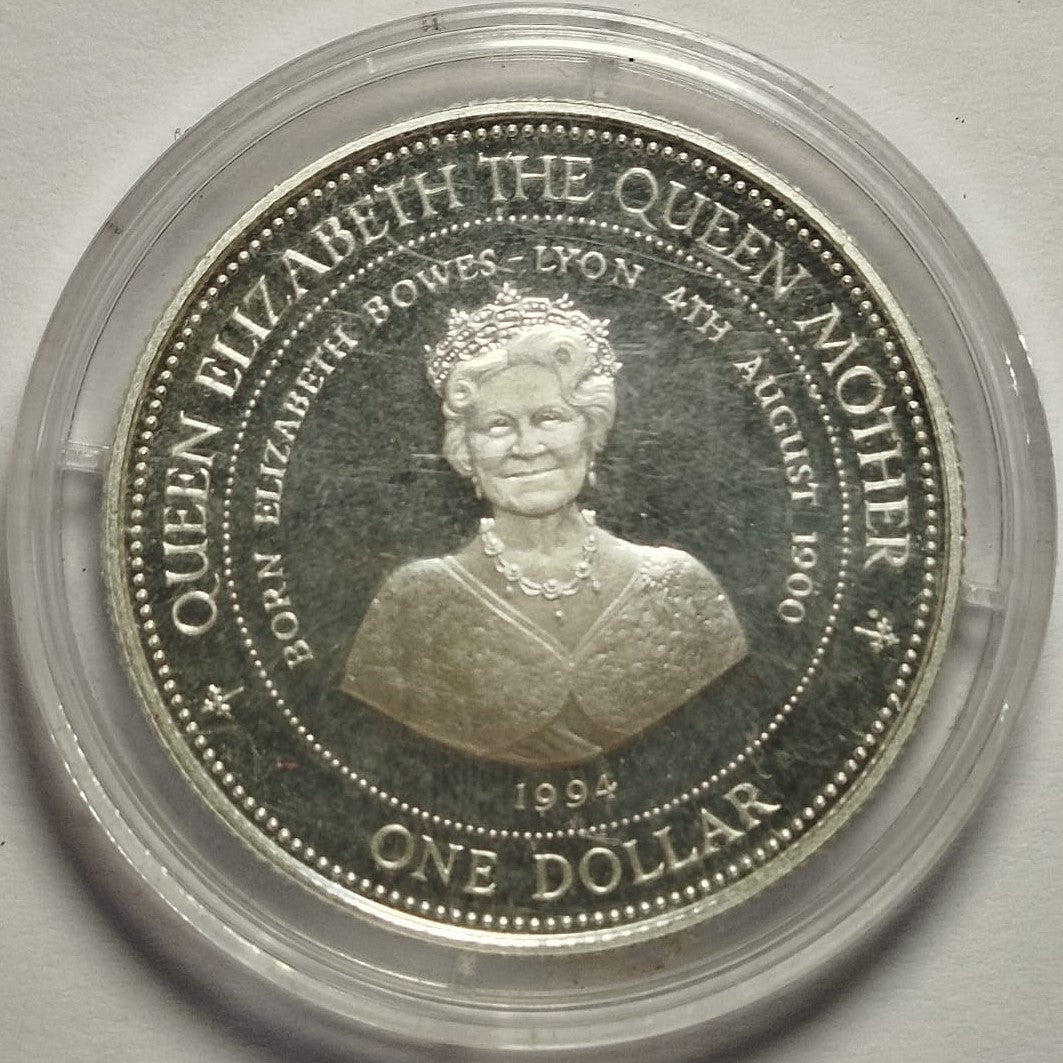 QUEEN ELIZABETH THE QUEEN MOTHER
BORN ELIZABETH BOWES-LYON 4TH AUGUST 1900
1994
ONE DOLLAR